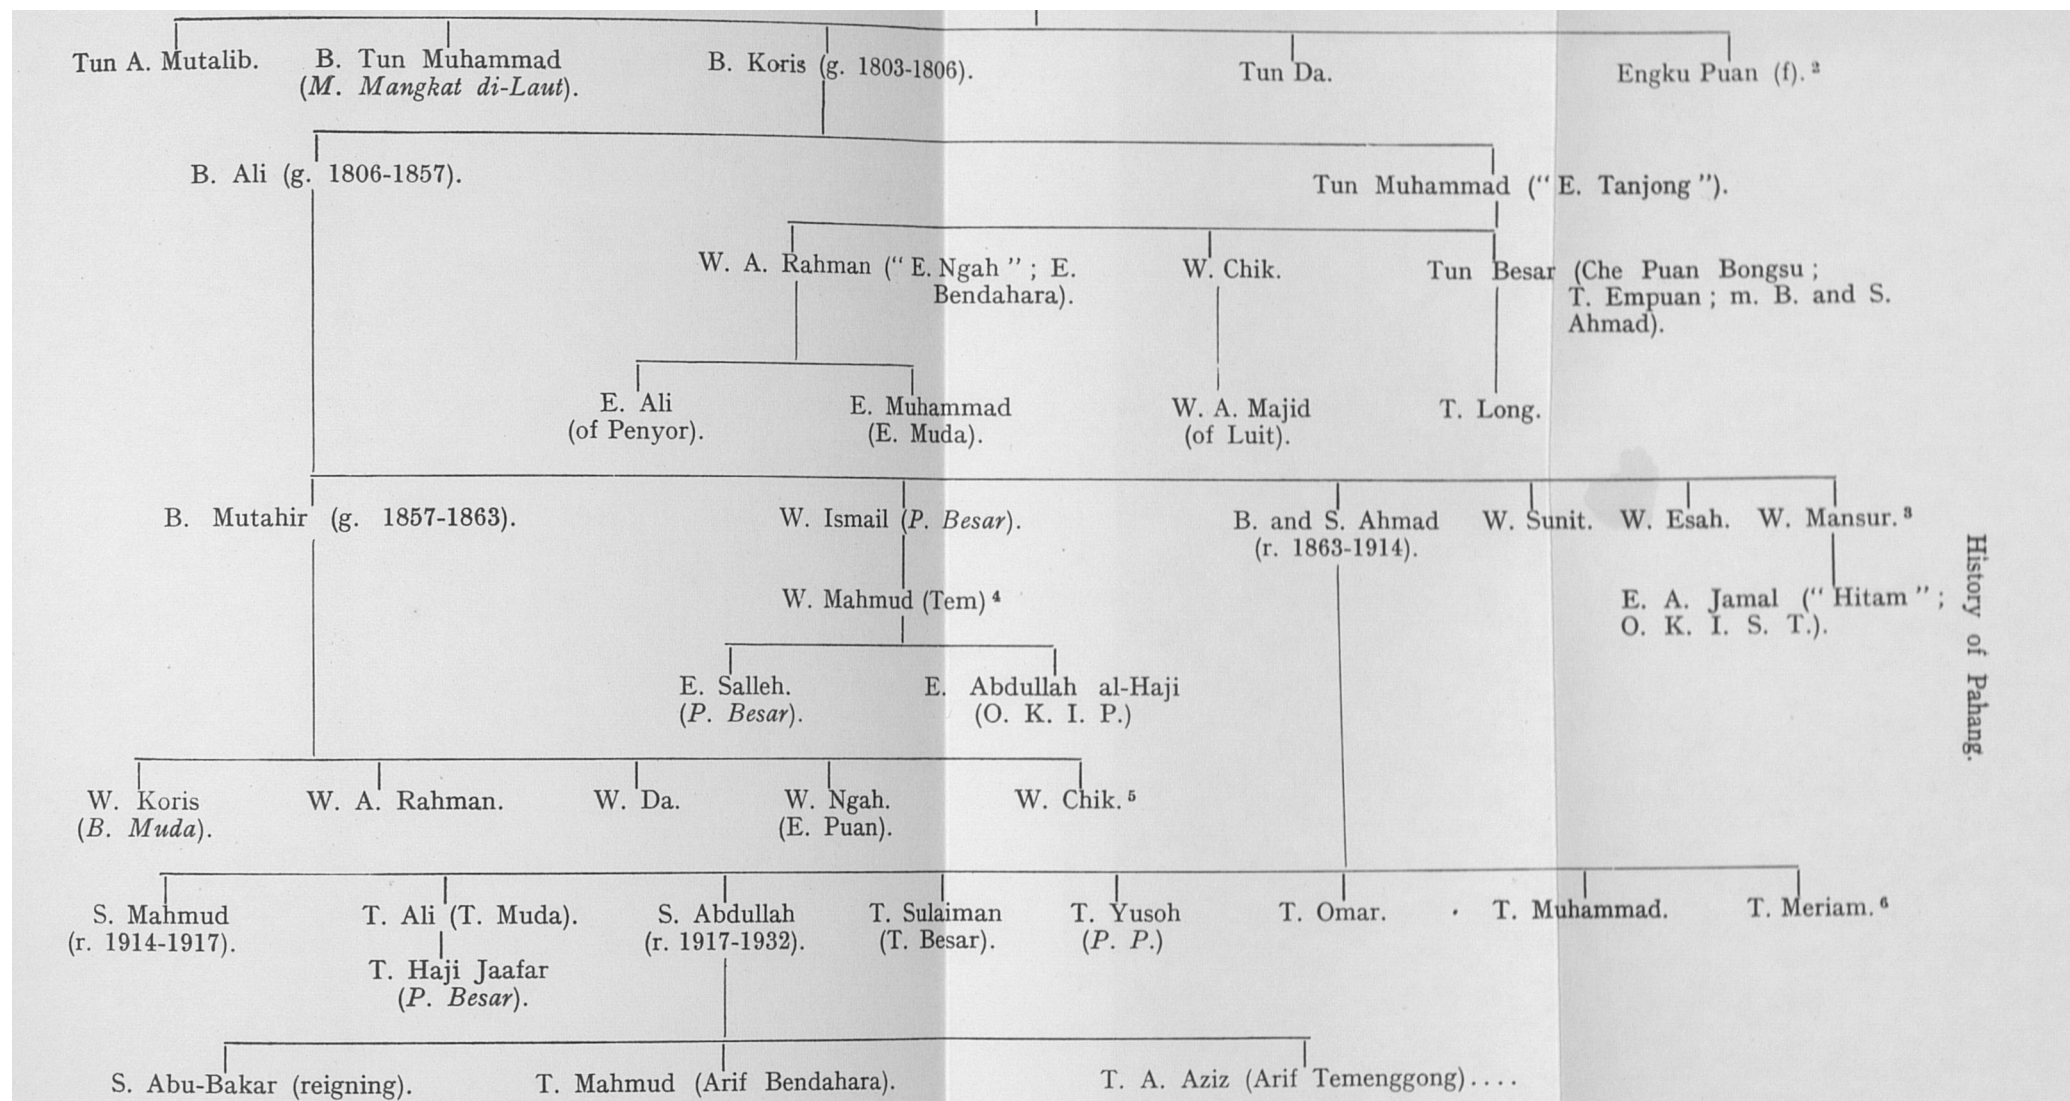 Tun A. Mutalib. B. Tun Muhammad B. Koris (g. 1803-1806). Tun Da. Engku Puan (f). ²
(M. Mangkat di-Laut).
B. Ali (g. 1806-1857). Tun Muhammad (“ E. Tanjong ”).
W. A. Rahman (“ E. Ngah ” ; E. W. Chik. Tun Besar (Che Puan Bongsu ;
Bendahara). T. Empuan ; m. B. and S.
Ahmad).
E. Ali E. Muhammad W. A. Majid T. Long.
(of Penyor). (E. Muda). (of Luit).
B. Mutahir (g. 1857-1863). W. Ismail (P. Besar). B. and S. Ahmad W. Sunit. W. Esah. W. Mansur. ³
(r. 1863-1914).
W. Mahmud (Tem) ⁴ E. A. Jamal (“ Hitam ” ;
O. K. I. S. T.).
E. Salleh. E. Abdullah al-Haji
(P. Besar). (O. K. I. P.)
History of Pahang.
W. Koris W. A. Rahman. W. Da. W. Ngah. W. Chik. ⁵
(B. Muda). (E. Puan).
S. Mahmud T. Ali (T. Muda). S. Abdullah T. Sulaiman T. Yusoh T. Omar. T. Muhammad. T. Meriam. ⁶
(r. 1914-1917). (r. 1917-1932). (T. Besar). (P. P.)
T. Haji Jaafar
(P. Besar).
S. Abu-Bakar (reigning). T. Mahmud (Arif Bendahara). T. A. Aziz (Arif Temenggong)....